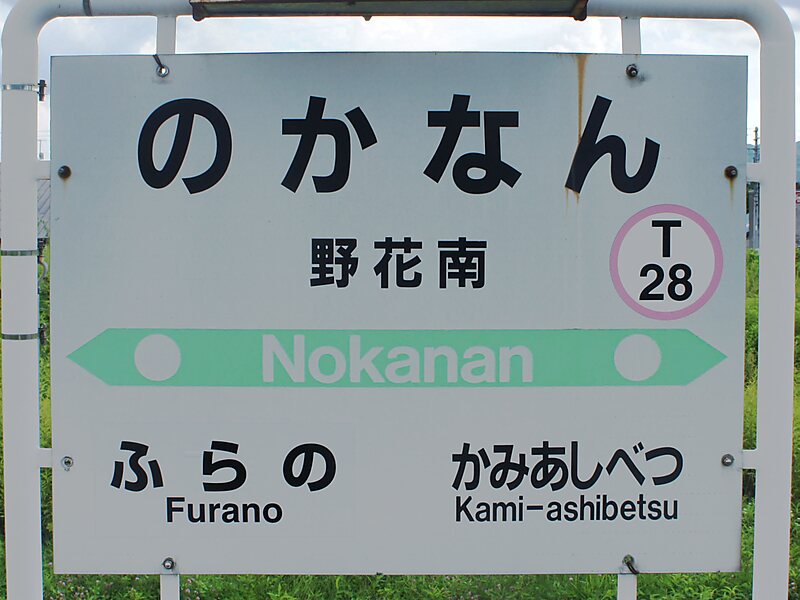 のかなん
野花南
T
28
Nokanan
ふらの
Furano
かみあしべつ
Kami-ashibetsu